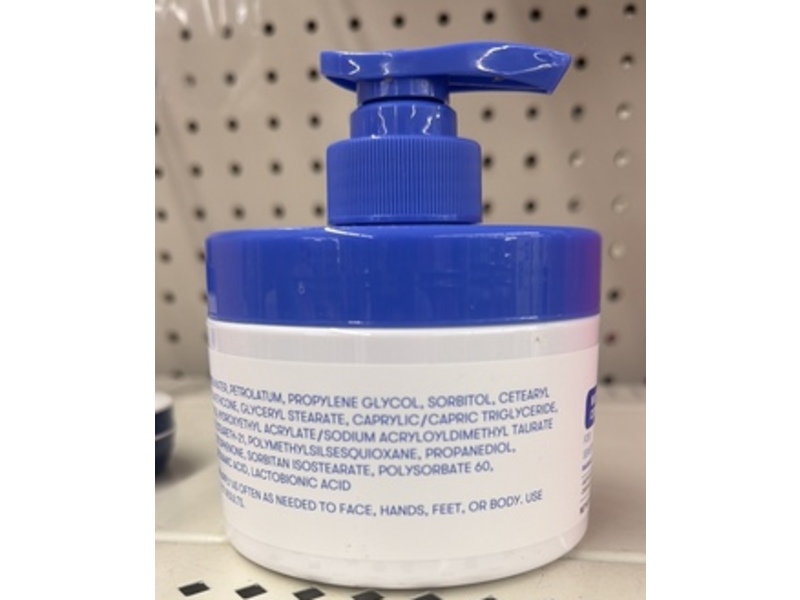 PETROLATUM, PROPYLENE GLYCOL, SORBITOL, CETEARYL
GLYCERYL STEARATE, CAPRYLIC/CAPRIC TRIGLYCERIDE,
HYDROXYETHYL ACRYLATE/SODIUM ACRYLOYLDIMETHYL TAURATE
POLYMETHYLSILSESQUIOXANE, PROPANEDIOL,
SORBITAN ISOSTEARATE, POLYSORBATE 60,
ACID, LACTOBIONIC ACID
OFTEN AS NEEDED TO FACE, HANDS, FEET, OR BODY. USE